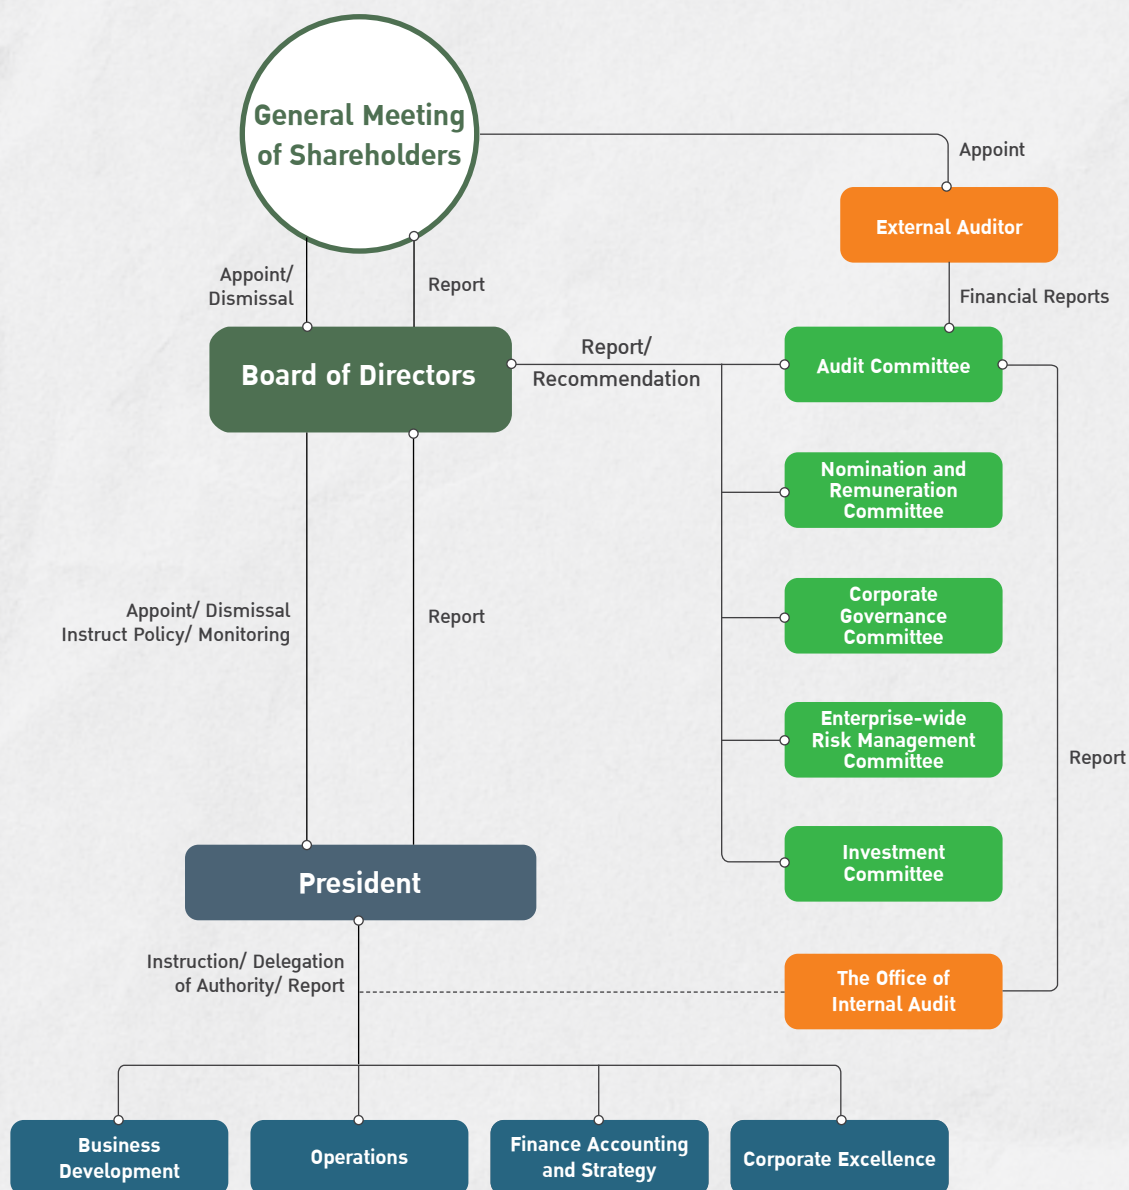 General Meeting
of Shareholders
Appoint
External Auditor
Appoint/
Dismissal
Report
Financial Reports
Board of Directors
Report/
Recommendation
Audit Committee
Nomination and
Remuneration
Committee
Corporate
Governance
Committee
Appoint/ Dismissal
Instruct Policy/ Monitoring
Report
Enterprise-wide
Risk Management
Committee
Report
Investment
Committee
President
Instruction/ Delegation
of Authority/ Report
The Office of
Internal Audit
Business
Development
Operations
Finance Accounting
and Strategy
Corporate Excellence